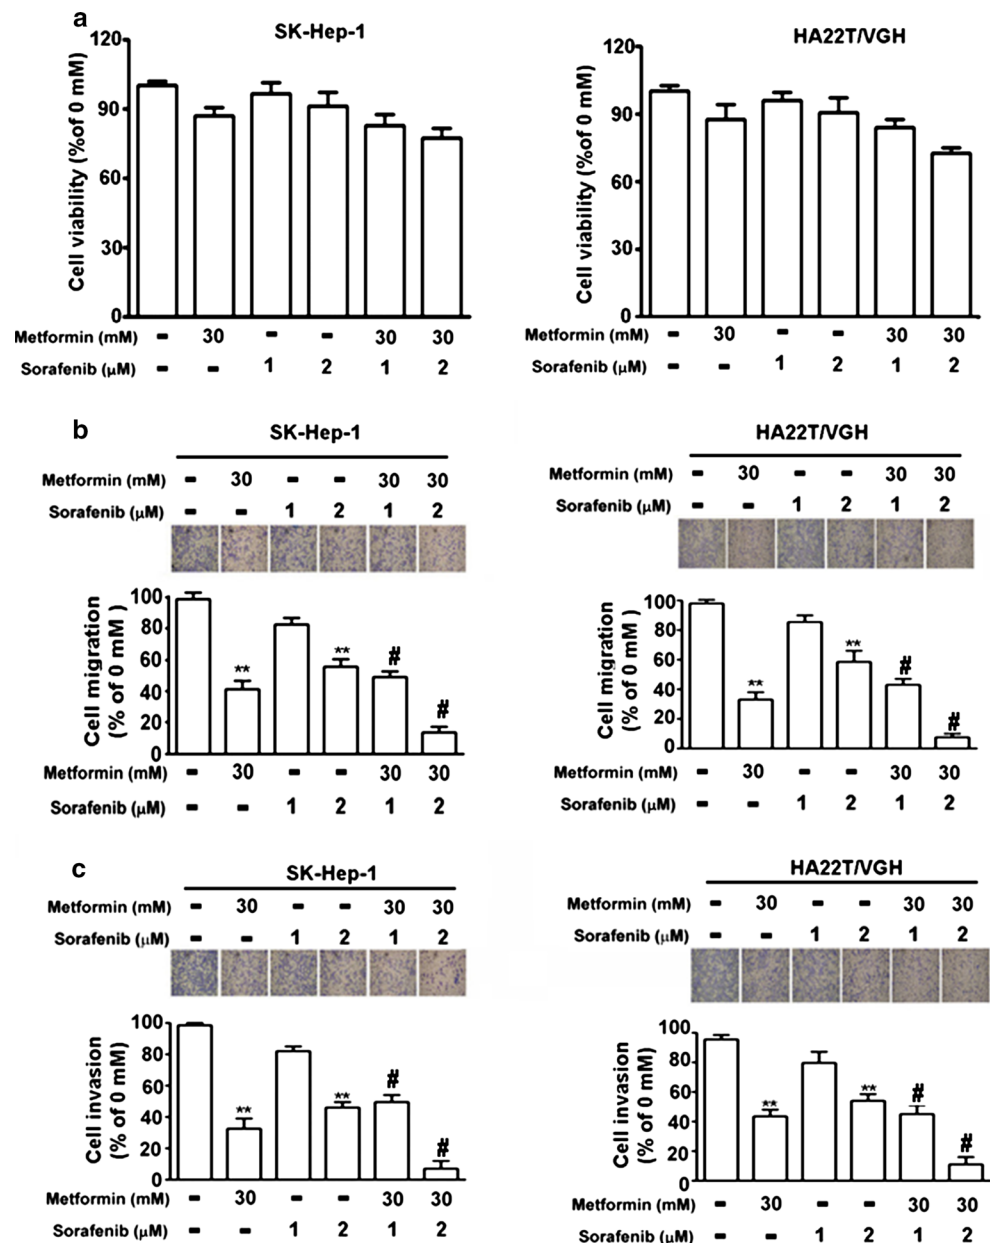 a
SK-Hep-1
Cell viability (%of 0 mM)
120
90
60
30
0
Metformin (mM) - 30 - - 30 30
Sorafenib (µM) - - 1 2 1 2
HA22T/VGH
Cell viability (%of 0 mM)
120
90
60
30
0
Metformin (mM) - 30 - - 30 30
Sorafenib (µM) - - 1 2 1 2
b
SK-Hep-1
Metformin (mM) - 30 - - 30 30
Sorafenib (µM) - - 1 2 1 2
Cell migration
(% of 0 mM )
100
80
60
40
20
0
** ** # #
Metformin (mM) - 30 - - 30 30
Sorafenib (µM) - - 1 2 1 2
HA22T/VGH
Metformin (mM) - 30 - - 30 30
Sorafenib (µM) - - 1 2 1 2
Cell migration
(% of 0 mM )
100
80
60
40
20
0
** ** # #
Metformin (mM) - 30 - - 30 30
Sorafenib (µM) - - 1 2 1 2
c
SK-Hep-1
Metformin (mM) - 30 - - 30 30
Sorafenib (µM) - - 1 2 1 2
Cell invasion
(% of 0 mM)
100
80
60
40
20
0
** ** # #
Metformin (mM) - 30 - - 30 30
Sorafenib (µM) - - 1 2 1 2
HA22T/VGH
Metformin (mM) - 30 - - 30 30
Sorafenib (µM) - - 1 2 1 2
Cell invasion
(% of 0 mM)
100
80
60
40
20
0
** ** # #
Metformin (mM) - 30 - - 30 30
Sorafenib (µM) - - 1 2 1 2